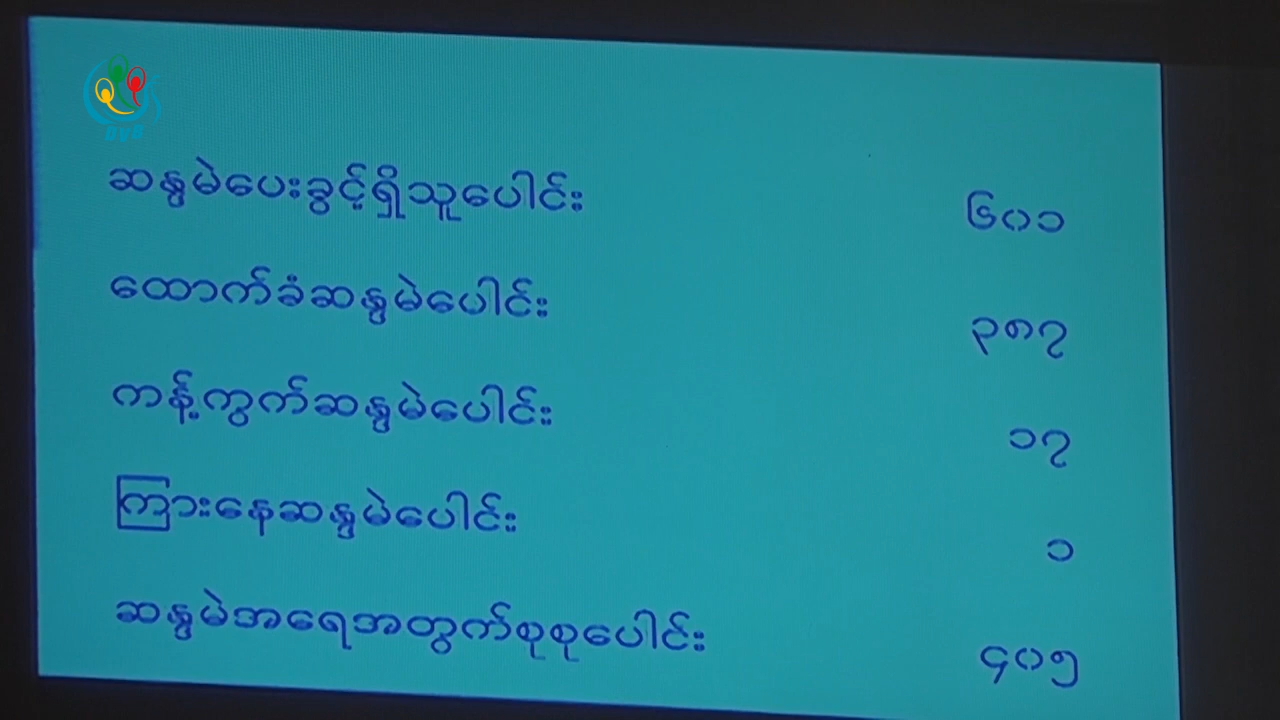 DVB
ဆန္ဒမဲပေးခွင့်ရှိသူပေါင်း ၆၀၁
ထောက်ခံဆန္ဒမဲပေါင်း ၃၈၇
ကန့်ကွက်ဆန္ဒမဲပေါင်း ၁၇
ကြားနေဆန္ဒမဲပေါင်း ၁
ဆန္ဒမဲအရေအတွက်စုစုပေါင်း ၄၀၅